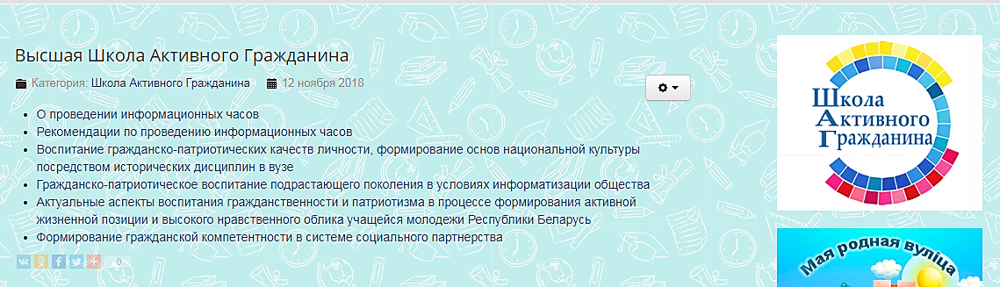 Высшая Школа Активного Гражданина
Категория: Школа Активного Гражданина 12 ноября 2018
О проведении информационных часов
Рекомендации по проведению информационных часов
Воспитание гражданско-патриотических качеств личности, формирование основ национальной культуры
посредством исторических дисциплин в вузе
Гражданско-патриотическое воспитание подрастающего поколения в условиях информатизации общества
Актуальные аспекты воспитания гражданственности и патриотизма в процессе формирования активной
жизненной позиции и высокого нравственного облика учащейся молодежи Республики Беларусь
Формирование гражданской компетентности в системе социального партнерства
0
Школа
Активного
Гражданина
Мая родная вуліца